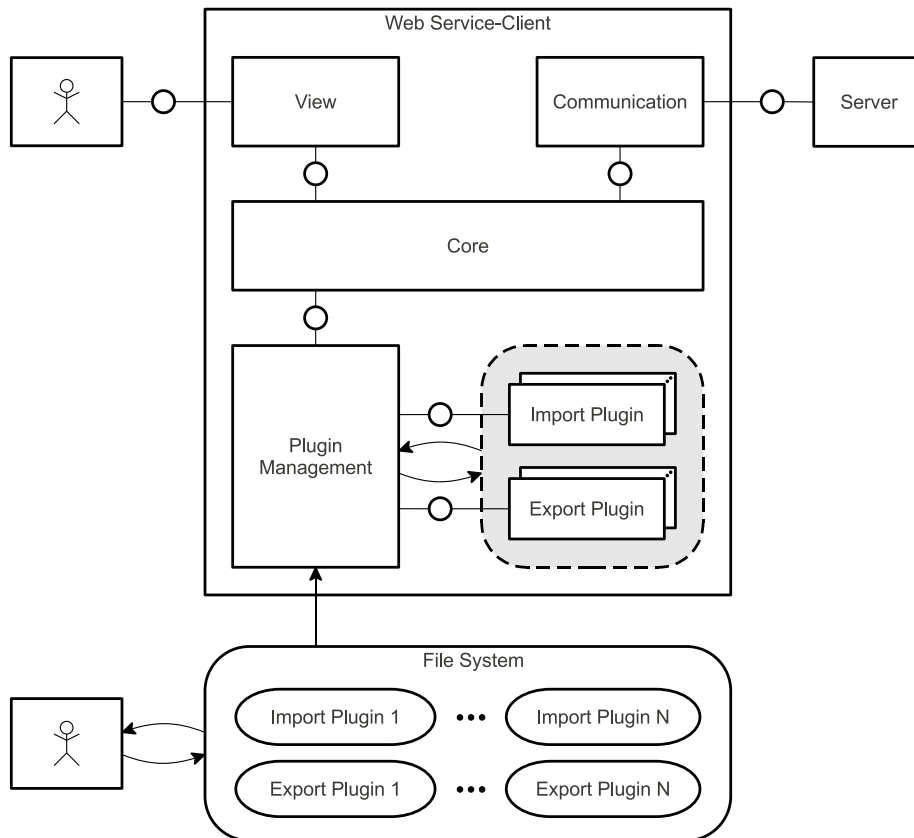 Web Service-Client
View
Communication
Server
Core
Plugin
Management
Import Plugin
Export Plugin
File System
Import Plugin 1
Import Plugin N
Export Plugin 1
Export Plugin N